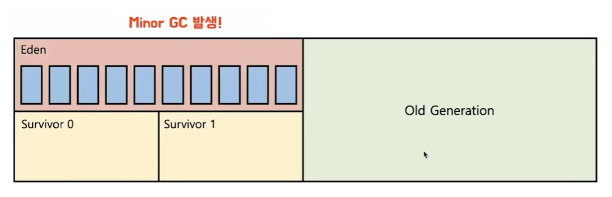 Minor GC 발생!
Eden
Survivor 0
Survivor 1
Old Generation